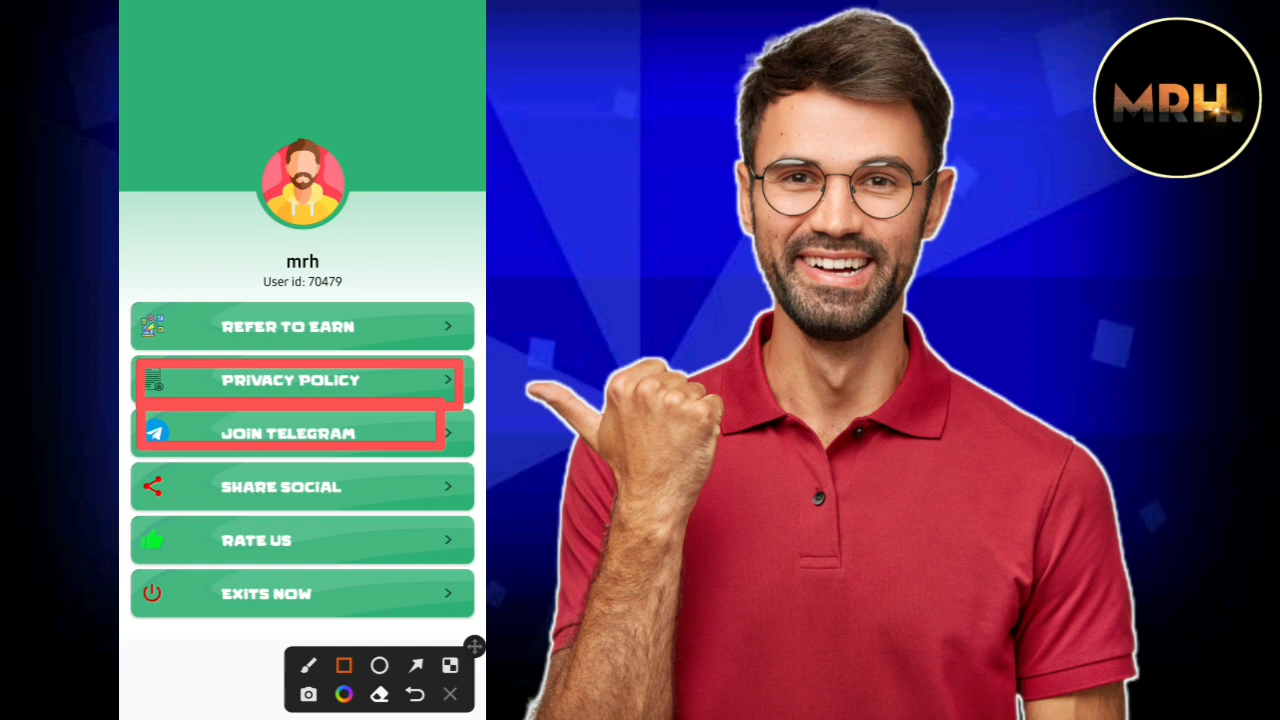 MRH.
mrh
User id: 70479
REFER TO EARN
PRIVACY POLICY
JOIN TELEGRAM
SHARE SOCIAL
RATE US
EXITS NOW